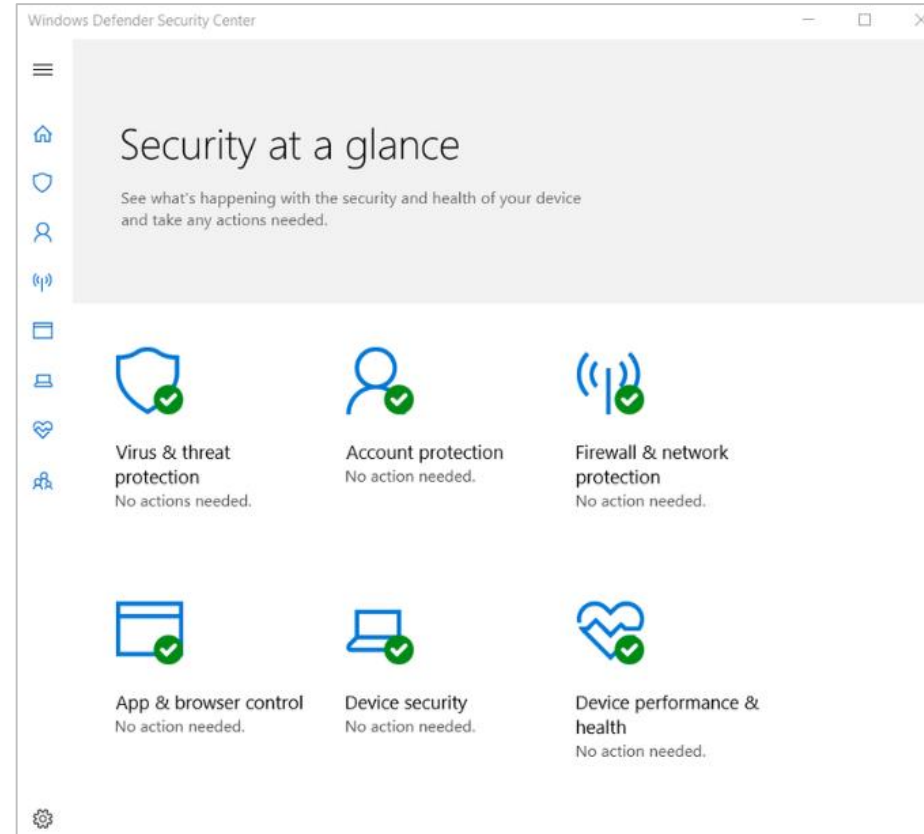 Windows Defender Security Center
Security at a glance
See what's happening with the security and health of your device
and take any actions needed.
Virus & threat
protection
No actions needed.
Account protection
No action needed.
Firewall & network
protection
No action needed.
App & browser control
No action needed.
Device security
No action needed.
Device performance &
health
No action needed.